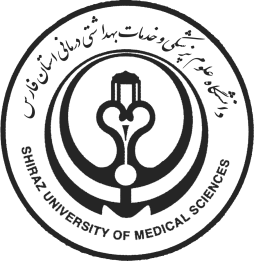 دانشگاه علوم پزشکی و خدمات بهداشتی درمانی استان فارس
SHIRAZ UNIVERSITY OF MEDICAL SCIENCES